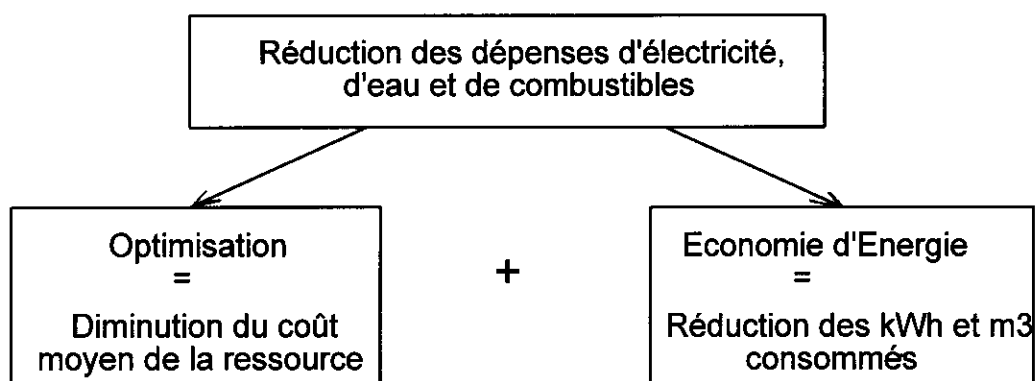 Réduction des dépenses d'électricité,
d'eau et de combustibles
Optimisation
=
Diminution du coût
moyen de la ressource
+
Economie d'Energie
=
Réduction des kWh et m3
consommés